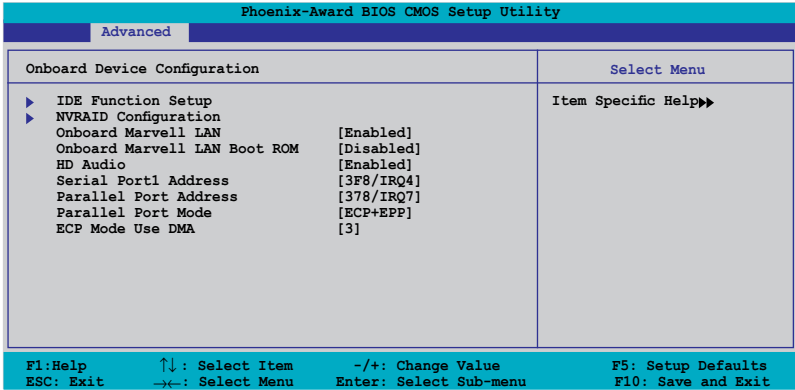 Phoenix-Award BIOS CMOS Setup Utility
Advanced
Onboard Device Configuration
Select Menu
IDE Function Setup
NVRAID Configuration
Onboard Marvell LAN [Enabled]
Onboard Marvell LAN Boot ROM [Disabled]
HD Audio [Enabled]
Serial Port1 Address [3F8/IRQ4]
Parallel Port Address [378/IRQ7]
Parallel Port Mode [ECP+EPP]
ECP Mode Use DMA [3]
Item Specific Help
F1:Help ↑↓ : Select Item -/+: Change Value F5: Setup Defaults
ESC: Exit →←: Select Menu Enter: Select Sub-menu F10: Save and Exit